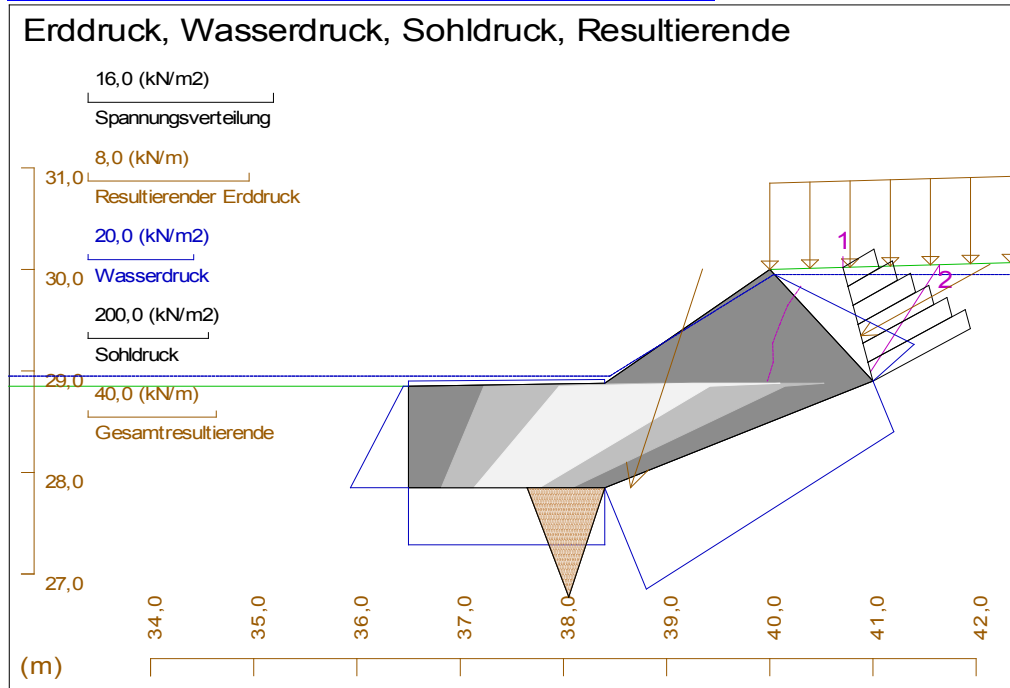 Erddruck, Wasserdruck, Sohldruck, Resultierende
16,0 (kN/m2)
Spannungsverteilung
8,0 (kN/m)
Resultierender Erddruck
20,0 (kN/m2)
Wasserdruck
200,0 (kN/m2)
Sohldruck
40,0 (kN/m)
Gesamtresultierende
31,0
30,0
29,0
28,0
27,0
1
2
34,0
35,0
36,0
37,0
38,0
39,0
40,0
41,0
42,0
(m)